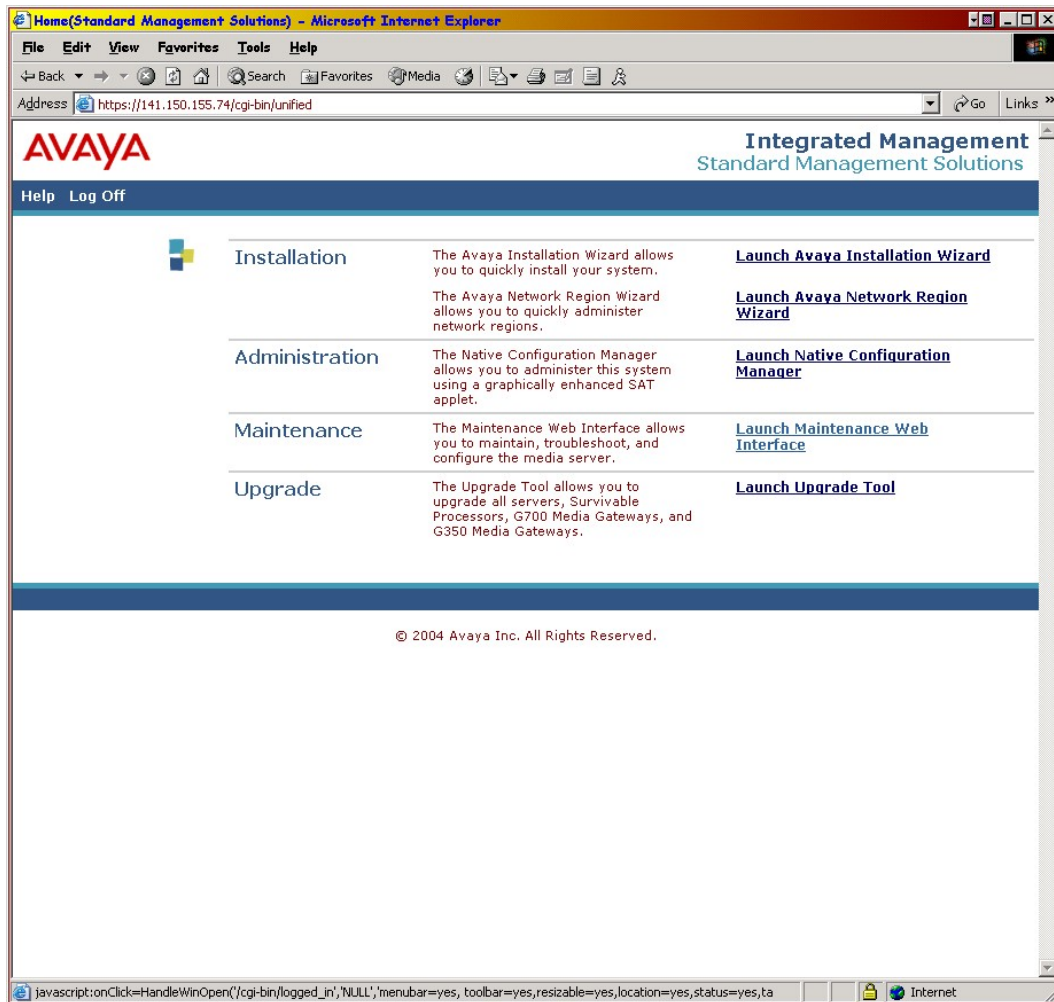 Home(Standard Management Solutions) - Microsoft Internet Explorer
File Edit View Favorites Tools Help
Back Search Favorites Media
Address https://141.150.155.74/cgi-bin/unified Go Links »
AVAYA
Integrated Management
Standard Management Solutions
Help Log Off
Installation
The Avaya Installation Wizard allows
you to quickly install your system.
Launch Avaya Installation Wizard
The Avaya Network Region Wizard
allows you to quickly administer
network regions.
Launch Avaya Network Region
Wizard
Administration
The Native Configuration Manager
allows you to administer this system
using a graphically enhanced SAT
applet.
Launch Native Configuration
Manager
Maintenance
The Maintenance Web Interface allows
you to maintain, troubleshoot, and
configure the media server.
Launch Maintenance Web
Interface
Upgrade
The Upgrade Tool allows you to
upgrade all servers, Survivable
Processors, G700 Media Gateways, and
G350 Media Gateways.
Launch Upgrade Tool
© 2004 Avaya Inc. All Rights Reserved.
javascript:onClick=HandleWinOpen('/cgi-bin/logged_in','NULL','menubar=yes, toolbar=yes,resizable=yes,location=yes,status=yes,ta Internet